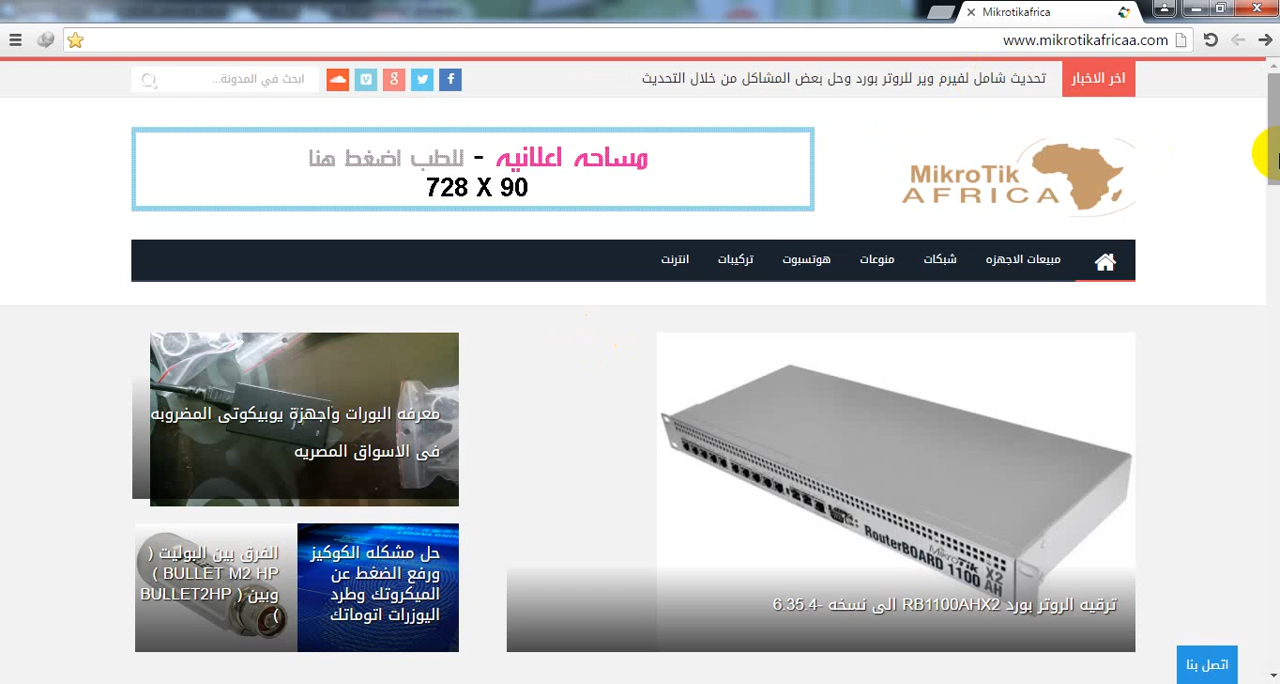 Mikrotikafrica
www.mikrotikafricaa.com
اخر الاخبار
تحديث شامل لفيرم وير للروتر بورد وحل بعض المشاكل من خلال التحديث
ابحث في المدونة...
MikroTik
AFRICA
مساحه اعلانيه - للطب اضغط هنا
728 X 90
مبيعات الاجهزه
شبكات
منوعات
هوتسبوت
تركيبات
انترنت
MikroTik
RouterBOARD 1100 X2 AH
ترقيه الروتر بورد RB1100AHX2 الى نسخه -6.35.4
معرفه البورات واجهزة يوبيكوتى المضروبه
فى الاسواق المصريه
حل مشكله الكوكيز
ورفع الضغط عن
الميكروتك وطرد
اليوزرات اتوماتك
الفرق بين البوليت (
BULLET M2 HP )
وبين ( BULLET2HP
)
اتصل بنا